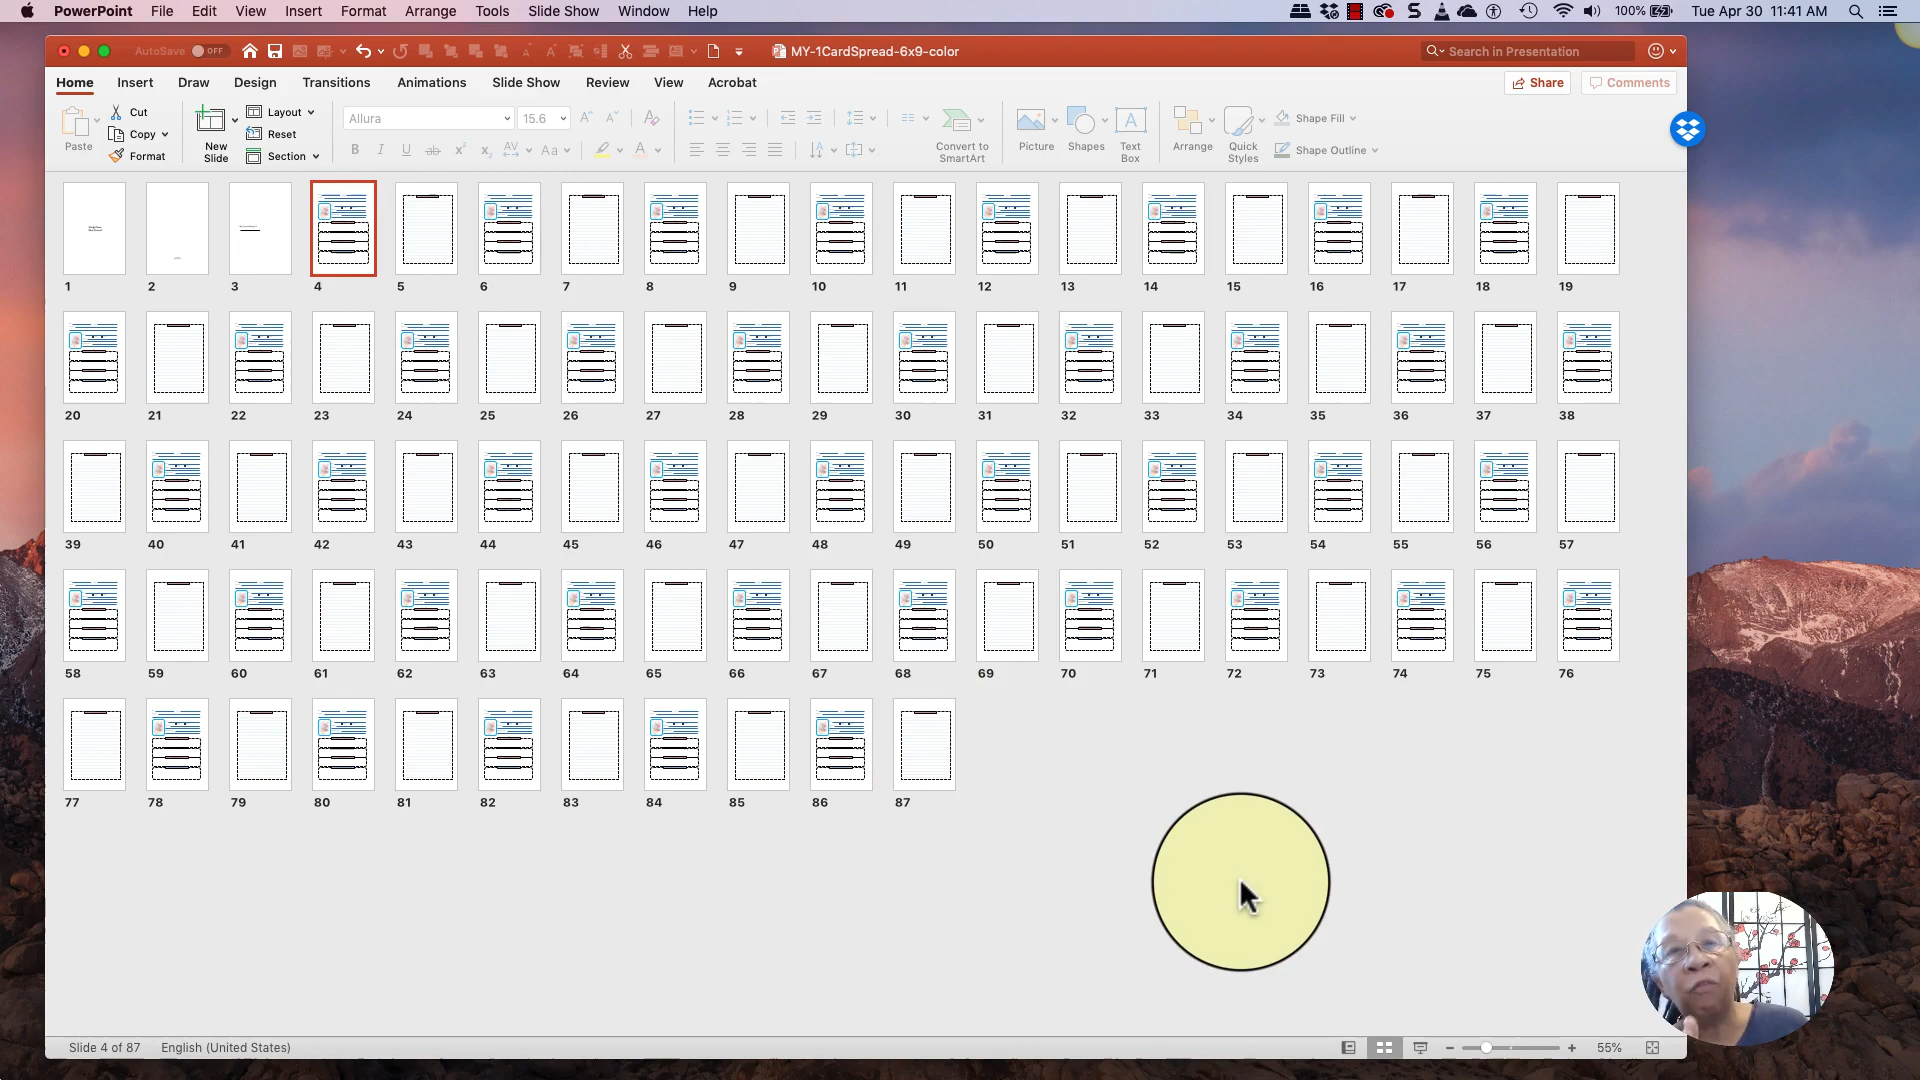 PowerPoint File Edit View Insert Format Arrange Tools Slide Show Window Help 100% Tue Apr 30 11:41 AM
AutoSave OFF MY-1CardSpread-6x9-color Search in Presentation
Home Insert Draw Design Transitions Animations Slide Show Review View Acrobat Share Comments
Paste Cut Copy Format New Slide Layout Reset Section Allura 15.6 Convert to SmartArt Picture Shapes Text Box Arrange Quick Styles Shape Fill Shape Outline
1 2 3 4 5 6 7 8 9 10 11 12 13 14 15 16 17 18 19
20 21 22 23 24 25 26 27 28 29 30 31 32 33 34 35 36 37 38
39 40 41 42 43 44 45 46 47 48 49 50 51 52 53 54 55 56 57
58 59 60 61 62 63 64 65 66 67 68 69 70 71 72 73 74 75 76
77 78 79 80 81 82 83 84 85 86 87
Slide 4 of 87 English (United States) 55%